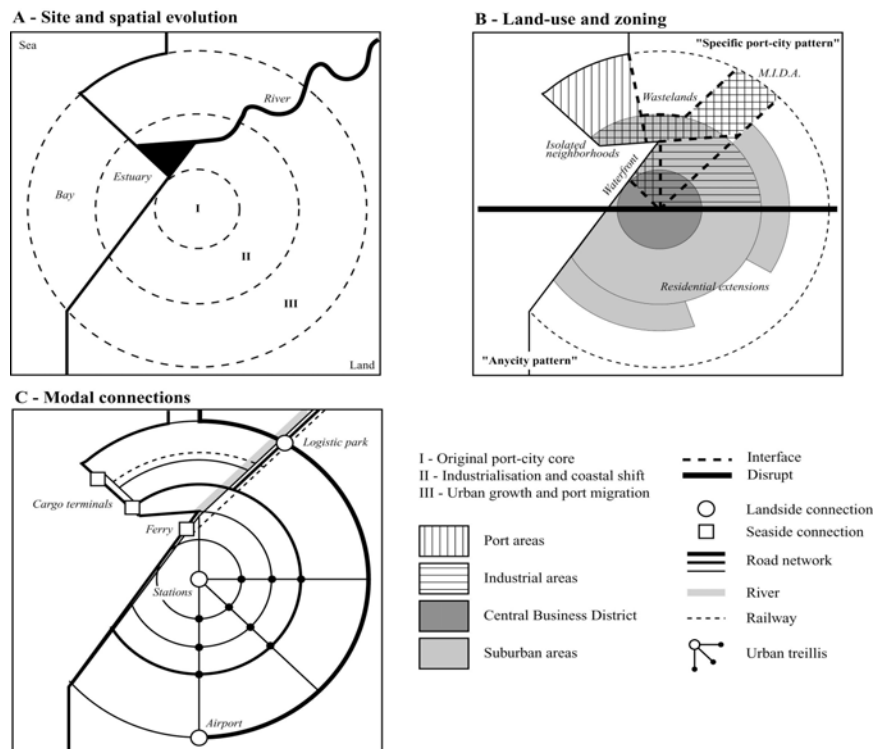 A - Site and spatial evolution
Sea
River
Estuary
Bay
I
II
III
Land
B - Land-use and zoning
"Specific port-city pattern"
M.I.D.A.
Wastelands
Isolated
neighborhoods
Waterfront
Residential extensions
"Anycity pattern"
C - Modal connections
Logistic park
Cargo terminals
Ferry
Stations
Airport
I - Original port-city core
II - Industrialisation and coastal shift
III - Urban growth and port migration
Port areas
Industrial areas
Central Business District
Suburban areas
Interface
Disrupt
Landside connection
Seaside connection
Road network
River
Railway
Urban treillis